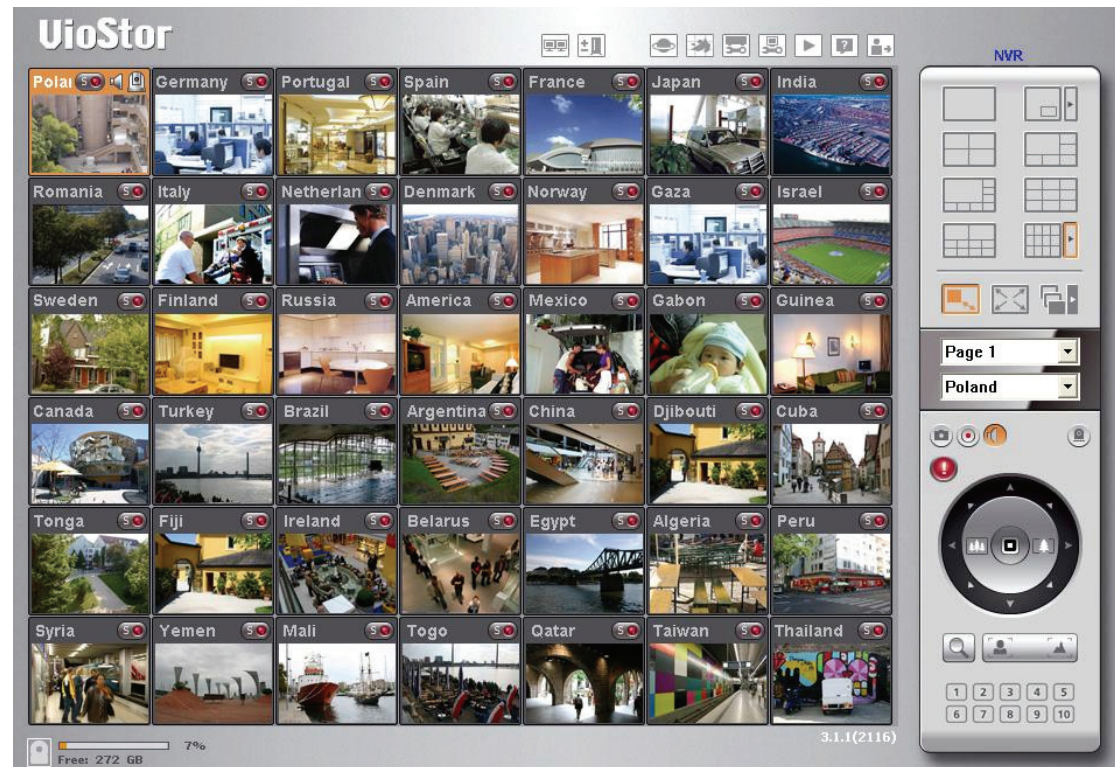 VioStor
NVR
Polan S
Germany S
Portugal S
Spain S
France S
Japan S
India S
Romania S
Italy S
Netherlan S
Denmark S
Norway S
Gaza S
Israel S
Sweden S
Finland S
Russia S
America S
Mexico S
Gabon S
Guinea S
Canada S
Turkey S
Brazil S
Argentina S
China S
Djibouti S
Cuba S
Tonga S
Fiji S
Ireland S
Belarus S
Egypt S
Algeria S
Peru S
Syria S
Yemen S
Mali S
Togo S
Qatar S
Taiwan S
Thailand S
Page 1
Poland
1 2 3 4 5
6 7 8 9 10
3.1.1(2116)
7%
Free: 272 GB